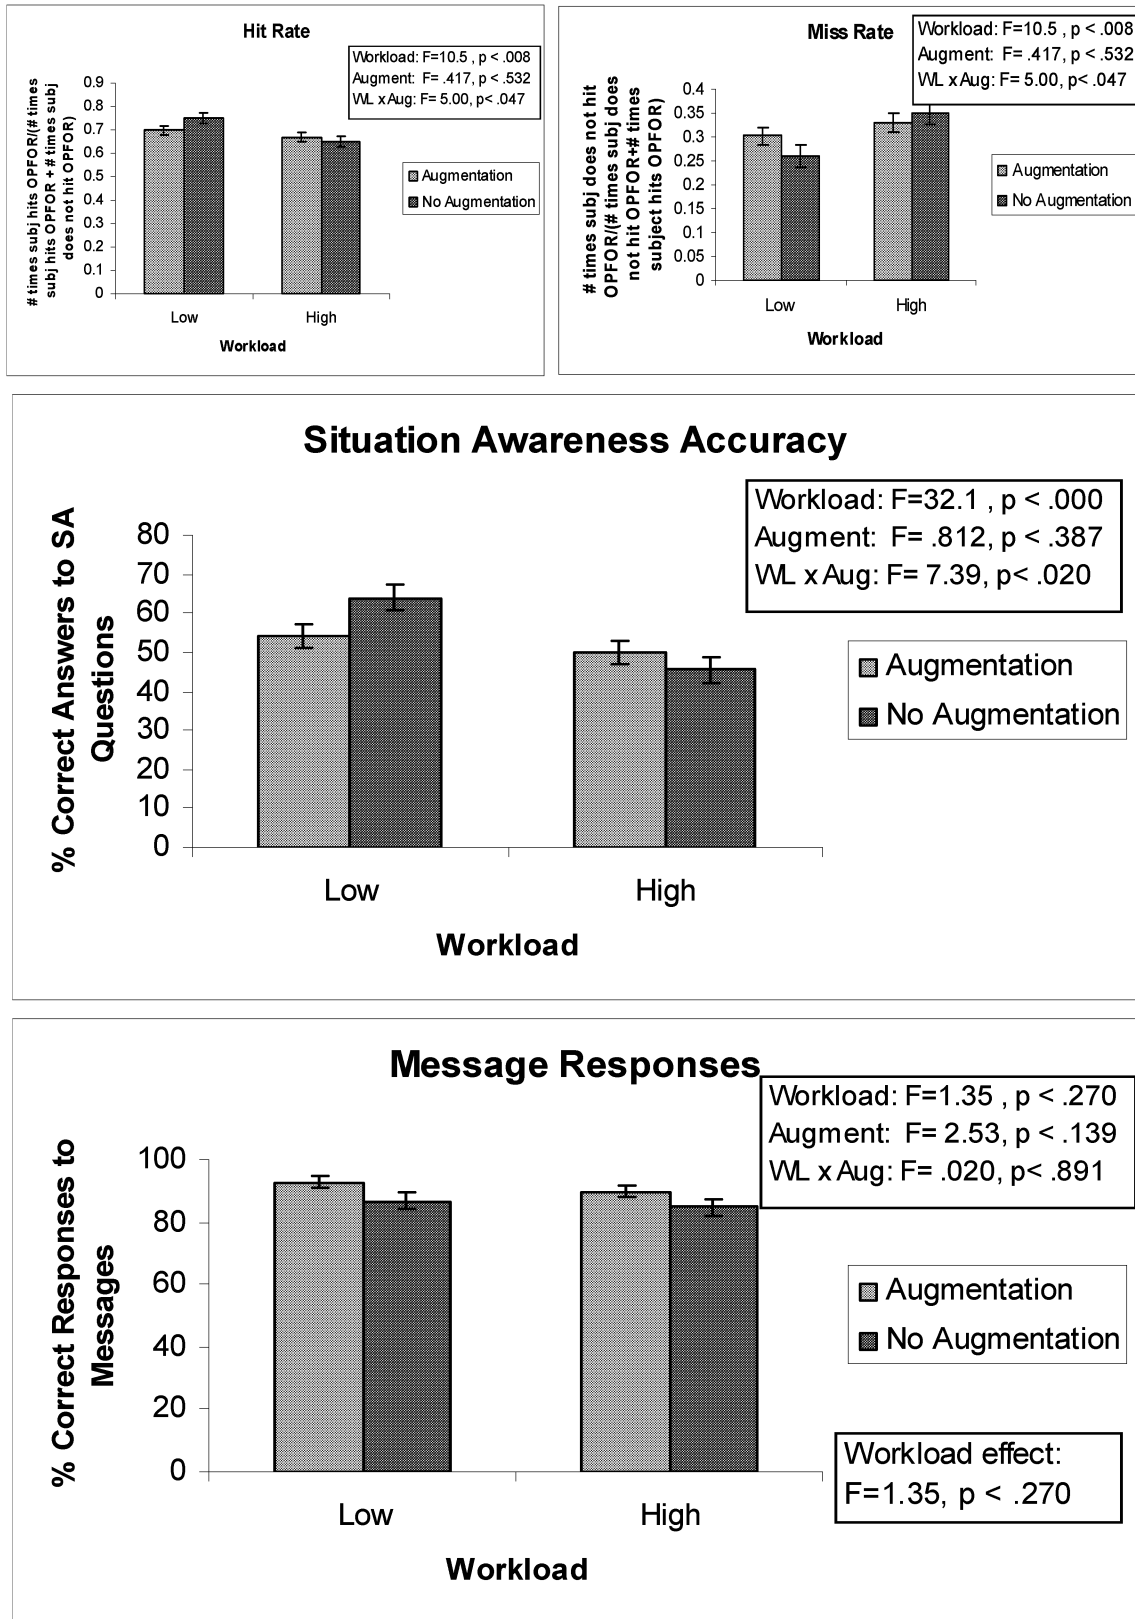 Hit Rate
Workload: F=10.5 , p < .008
Augment: F= .417, p < .532
WL x Aug: F= 5.00, p< .047
# times subj hits OPFOR/(# times
subj hits OPFOR + # times subj
does not hit OPFOR)
0.9
0.8
0.7
0.6
0.5
0.4
0.3
0.2
0.1
0
Augmentation
No Augmentation
Low
High
Workload
Miss Rate
Workload: F=10.5 , p < .008
Augment: F= .417, p < .532
WL x Aug: F= 5.00, p< .047
# times subj does not hit
OPFOR/(# times subj does
not hit OPFOR+# times
subject hits OPFOR)
0.4
0.35
0.3
0.25
0.2
0.15
0.1
0.05
0
Augmentation
No Augmentation
Low
High
Workload
Situation Awareness Accuracy
Workload: F=32.1 , p < .000
Augment: F= .812, p < .387
WL x Aug: F= 7.39, p< .020
% Correct Answers to SA
Questions
80
70
60
50
40
30
20
10
0
Augmentation
No Augmentation
Low
High
Workload
Message Responses
Workload: F=1.35 , p < .270
Augment: F= 2.53, p < .139
WL x Aug: F= .020, p< .891
% Correct Responses to
Messages
100
80
60
40
20
0
Augmentation
No Augmentation
Workload effect:
F=1.35, p < .270
Low
High
Workload